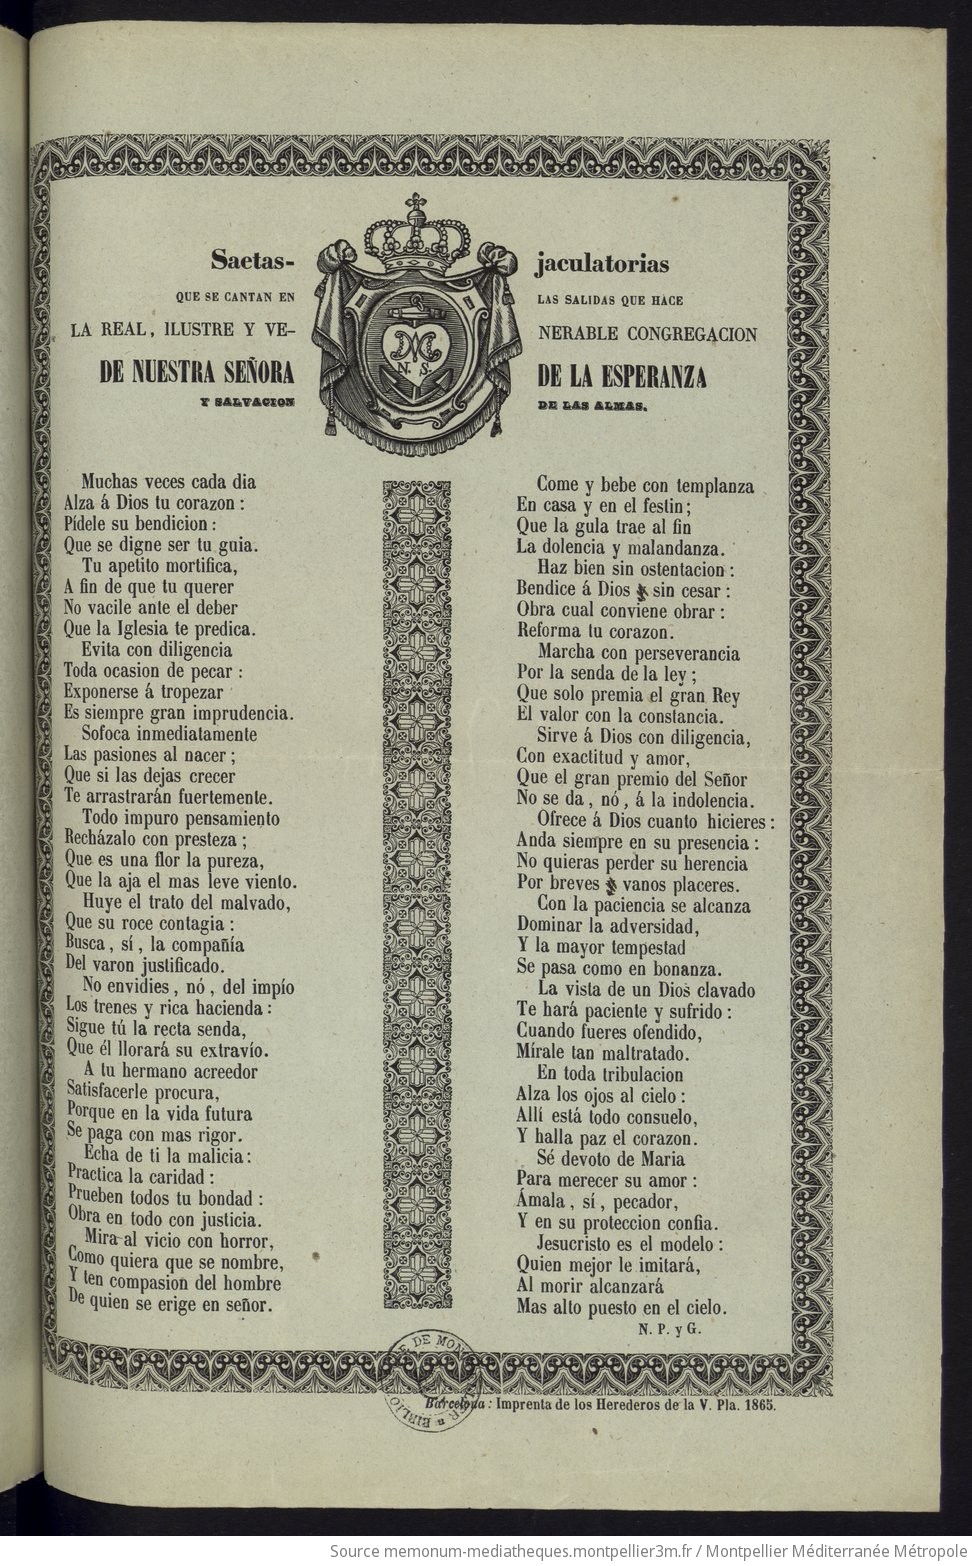 Saetas-jaculatorias
QUE SE CANTAN EN LAS SALIDAS QUE HACE
LA REAL, ILUSTRE Y VE-NERABLE CONGREGACION
DE NUESTRA SEÑORA DE LA ESPERANZA
Y SALVACION DE LAS ALMAS.
N. S.
Muchas veces cada dia
Alza á Dios tu corazon :
Pídele su bendicion :
Que se digne ser tu guia.
Tu apetito mortifica,
A fin de que tu querer
No vacile ante el deber
Que la Iglesia te predica.
Evita con diligencia
Toda ocasion de pecar :
Exponerse á tropezar
Es siempre gran imprudencia.
Sofoca inmediatamente
Las pasiones al nacer ;
Que si las dejas crecer
Te arrastrarán fuertemente.
Todo impuro pensamiento
Recházalo con presteza ;
Que es una flor la pureza,
Que la aja el mas leve viento.
Huye el trato del malvado,
Que su roce contagia :
Busca , sí , la compañía
Del varon justificado.
No envidies , nó , del impío
Los trenes y rica hacienda :
Sigue tú la recta senda,
Que él llorará su extravío.
A tu hermano acreedor
Satisfacerle procura,
Porque en la vida futura
Se paga con mas rigor.
Echa de ti la malicia :
Practica la caridad :
Prueben todos tu bondad :
Obra en todo con justicia.
Mira al vicio con horror,
Como quiera que se nombre,
Y ten compasion del hombre
De quien se erige en señor.
Come y bebe con templanza
En casa y en el festin ;
Que la gula trae al fin
La dolencia y malandanza.
Haz bien sin ostentacion :
Bendice á Dios sin cesar :
Obra cual conviene obrar :
Reforma tu corazon.
Marcha con perseverancia
Por la senda de la ley ;
Que solo premia el gran Rey
El valor con la constancia.
Sirve á Dios con diligencia,
Con exactitud y amor,
Que el gran premio del Señor
No se da , nó , á la indolencia.
Ofrece á Dios cuanto hicieres :
Anda siempre en su presencia :
No quieras perder su herencia
Por breves vanos placeres.
Con la paciencia se alcanza
Dominar la adversidad,
Y la mayor tempestad
Se pasa como en bonanza.
La vista de un Dios clavado
Te hará paciente y sufrido :
Cuando fueres ofendido,
Mírale tan maltratado.
En toda tribulacion
Alza los ojos al cielo :
Allí está todo consuelo,
Y halla paz el corazon.
Sé devoto de Maria
Para merecer su amor :
Ámala , sí , pecador,
Y en su proteccion confia.
Jesucristo es el modelo :
Quien mejor le imitará,
Al morir alcanzará
Mas alto puesto en el cielo.
N. P. y G.
Barcelona : Imprenta de los Herederos de la V. Pla. 1865.
Source memonum-mediatheques.montpellier3m.fr / Montpellier Méditerranée Métropole